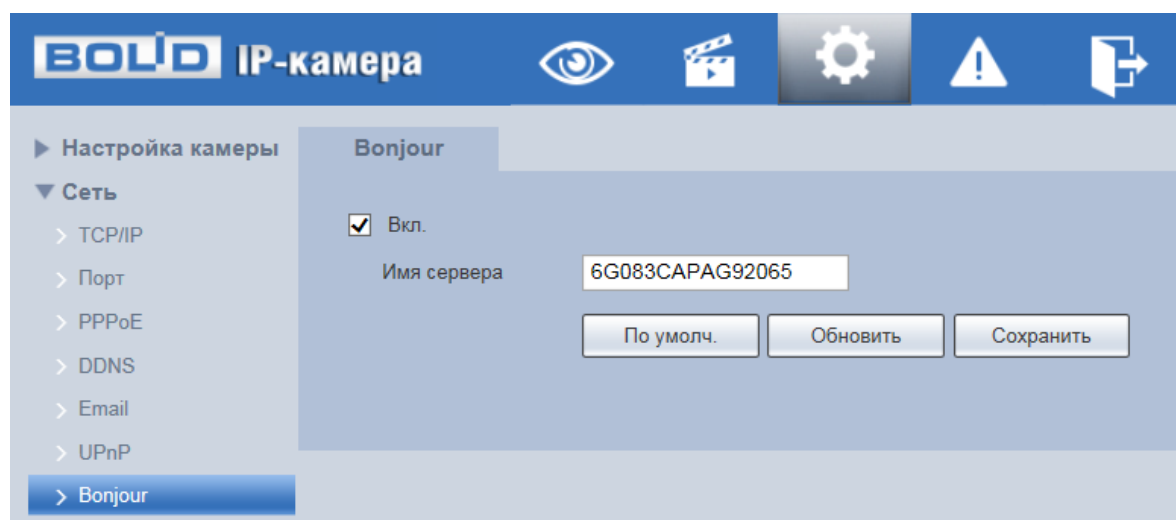 BOLID IP-камера
Настройка камеры
Bonjour
Сеть
TCP/IP
Вкл.
Порт
Имя сервера
6G083CAPAG92065
PPPoE
По умолч.
Обновить
Сохранить
DDNS
Email
UPnP
Bonjour